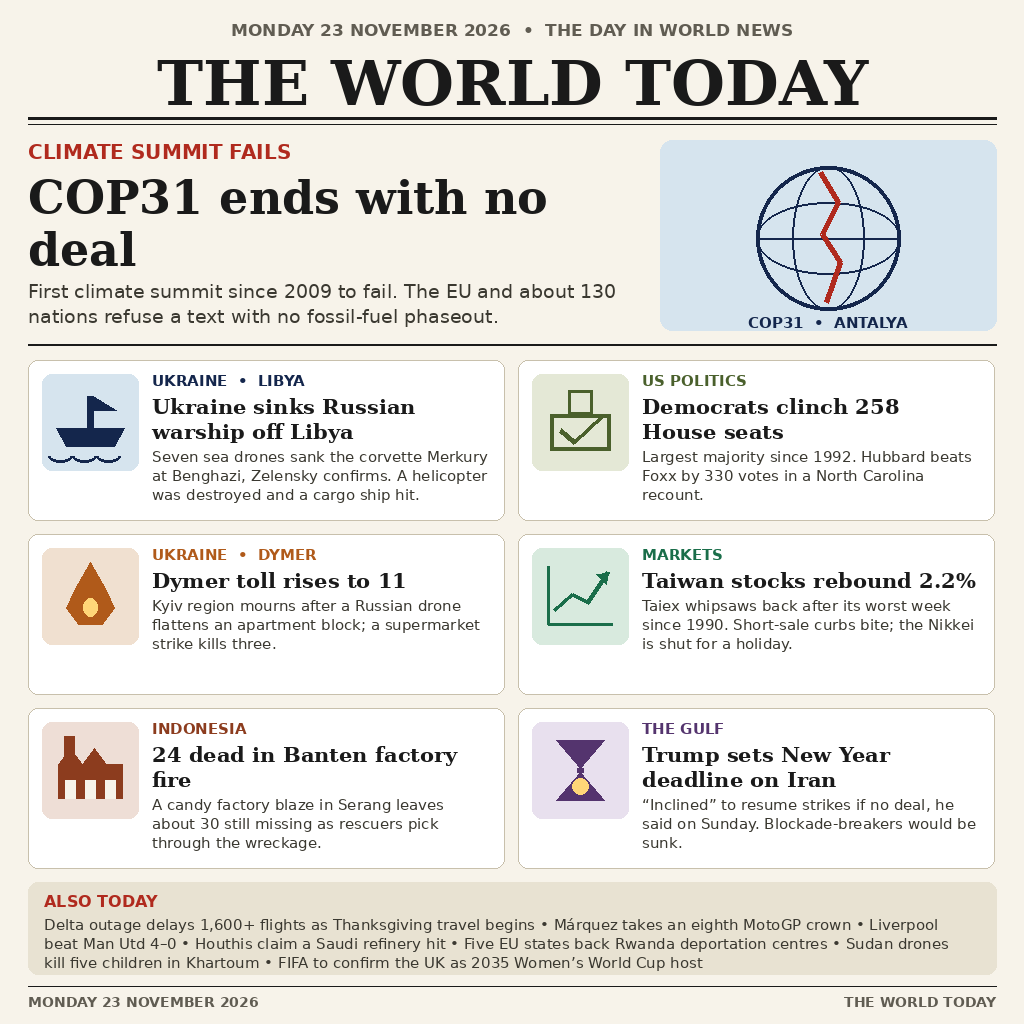 MONDAY 23 NOVEMBER 2026 • THE DAY IN WORLD NEWS
THE WORLD TODAY
CLIMATE SUMMIT FAILS
COP31 ends with no
deal
First climate summit since 2009 to fail. The EU and about 130
nations refuse a text with no fossil-fuel phaseout.
COP31 • ANTALYA
UKRAINE • LIBYA
Ukraine sinks Russian
warship off Libya
Seven sea drones sank the corvette Merkury
at Benghazi, Zelensky confirms. A helicopter
was destroyed and a cargo ship hit.
US POLITICS
Democrats clinch 258
House seats
Largest majority since 1992. Hubbard beats
Foxx by 330 votes in a North Carolina
recount.
UKRAINE • DYMER
Dymer toll rises to 11
Kyiv region mourns after a Russian drone
flattens an apartment block; a supermarket
strike kills three.
MARKETS
Taiwan stocks rebound 2.2%
Taiex whipsaws back after its worst week
since 1990. Short-sale curbs bite; the Nikkei
is shut for a holiday.
INDONESIA
24 dead in Banten factory
fire
A candy factory blaze in Serang leaves
about 30 still missing as rescuers pick
through the wreckage.
THE GULF
Trump sets New Year
deadline on Iran
“Inclined” to resume strikes if no deal, he
said on Sunday. Blockade-breakers would be
sunk.
ALSO TODAY
Delta outage delays 1,600+ flights as Thanksgiving travel begins • Márquez takes an eighth MotoGP crown • Liverpool
beat Man Utd 4–0 • Houthis claim a Saudi refinery hit • Five EU states back Rwanda deportation centres • Sudan drones
kill five children in Khartoum • FIFA to confirm the UK as 2035 Women’s World Cup host
MONDAY 23 NOVEMBER 2026
THE WORLD TODAY